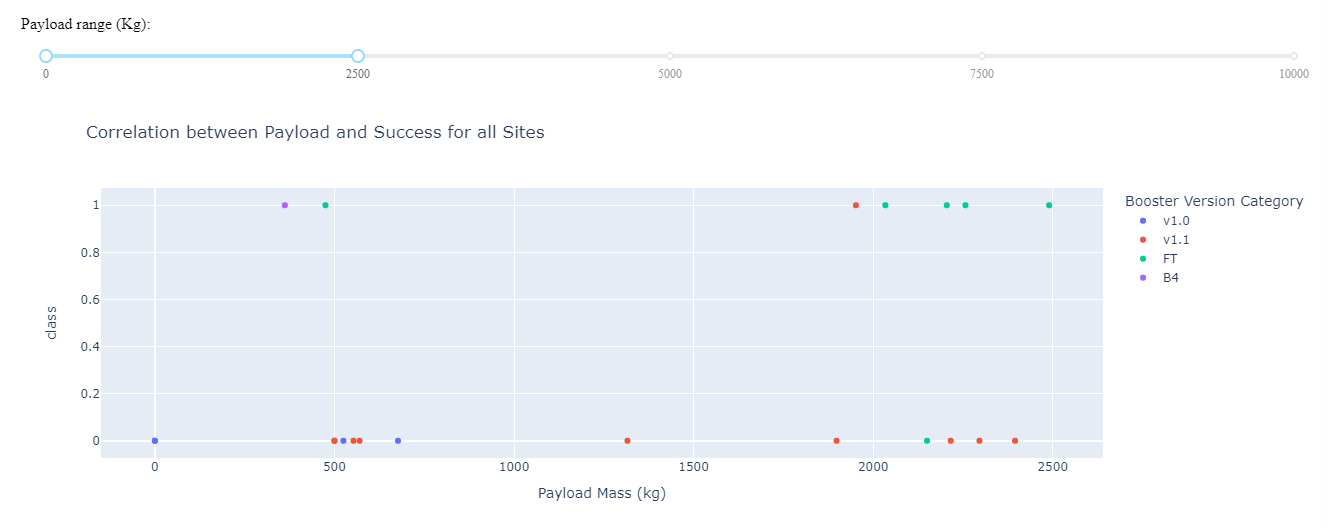 Payload range (Kg):
0 2500 5000 7500 10000
Correlation between Payload and Success for all Sites
Booster Version Category
v1.0
v1.1
FT
B4
1
0.8
0.6
0.4
0.2
0
class
0 500 1000 1500 2000 2500
Payload Mass (kg)